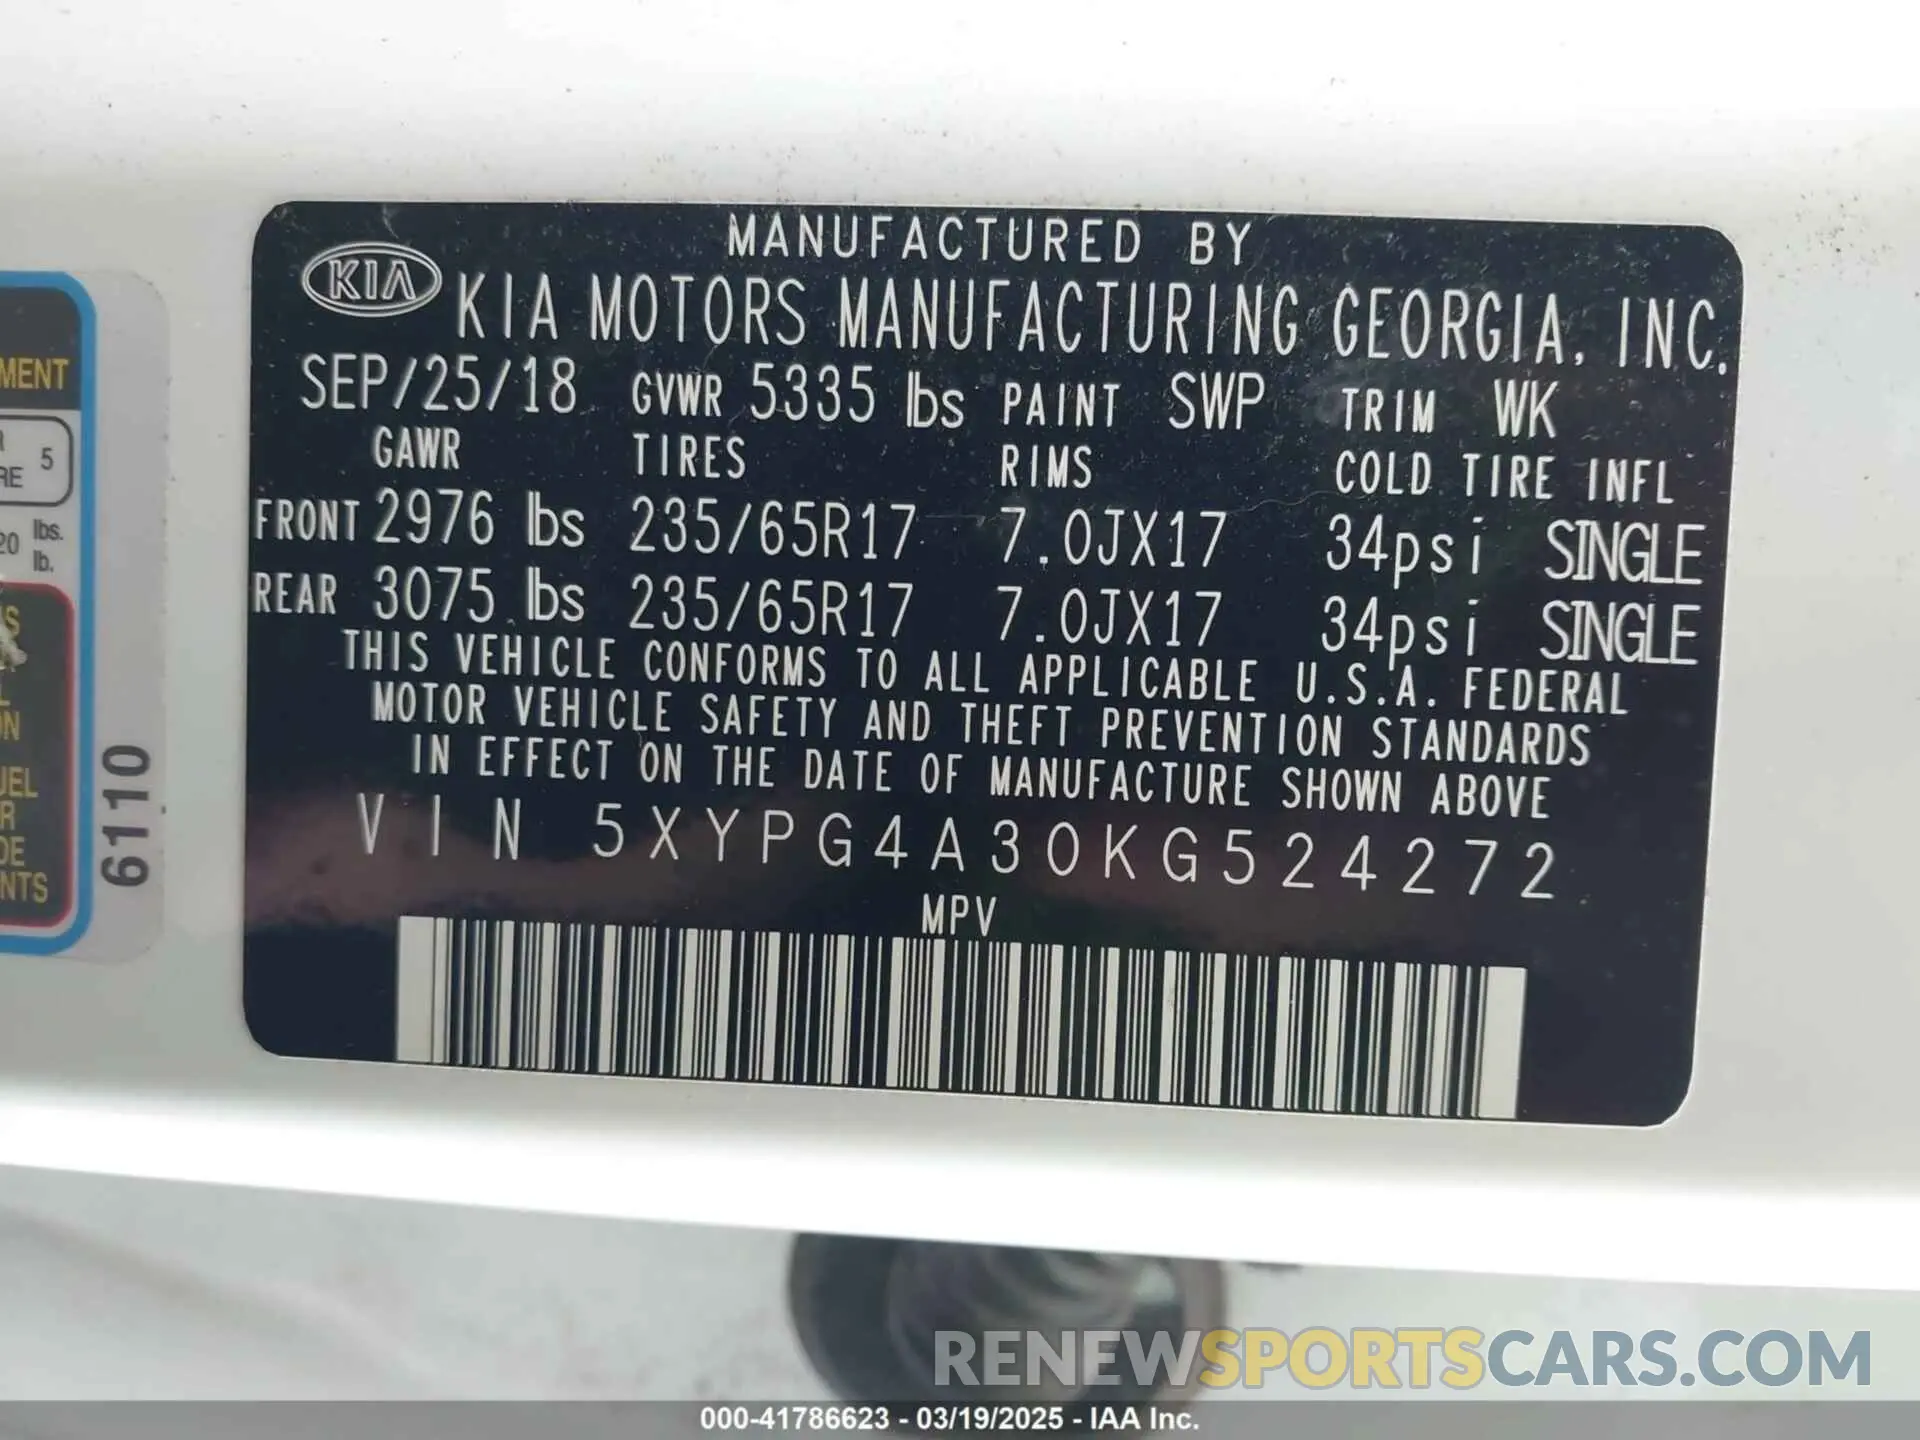 MANUFACTURED BY
KIA KIA MOTORS MANUFACTURING GEORGIA, INC.
SEP/25/18 GVWR 5335 lbs PAINT SWP TRIM WK
GAWR TIRES RIMS COLD TIRE INFL
FRONT 2976 lbs 235/65R17 7.0JX17 34psi SINGLE
REAR 3075 lbs 235/65R17 7.0JX17 34psi SINGLE
THIS VEHICLE CONFORMS TO ALL APPLICABLE U.S.A. FEDERAL
MOTOR VEHICLE SAFETY AND THEFT PREVENTION STANDARDS
IN EFFECT ON THE DATE OF MANUFACTURE SHOWN ABOVE
VIN 5XYPG4A30KG524272
MPV
MENT
5
lbs.
lb.
6110
NTS
RENEWSPORTSCARS.COM
000-41786623 - 03/19/2025 - IAA Inc.